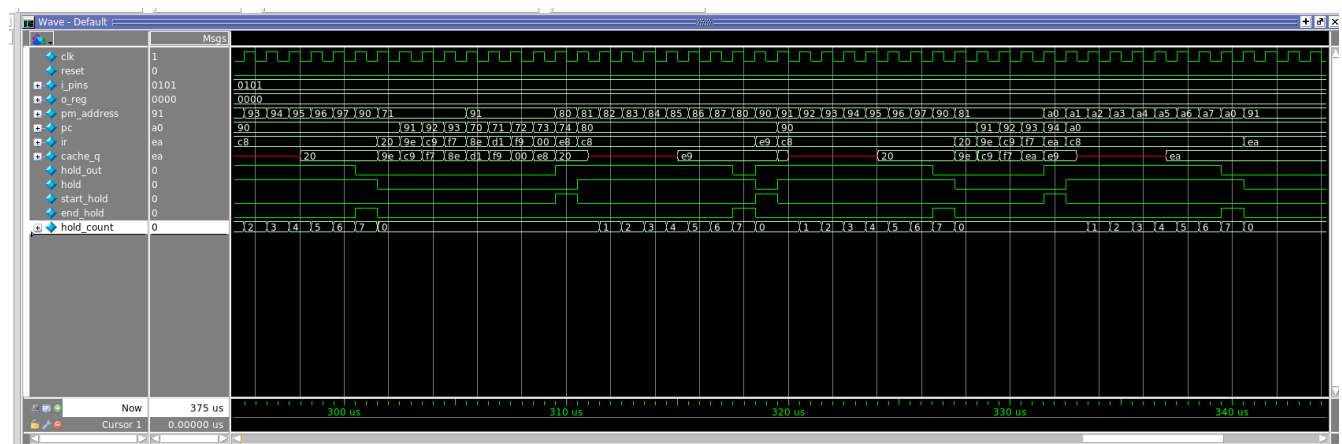 Wave - Default
Msgs
clk 1
reset 0
i_pins 0101 0101
o_reg 0000 0000
pm_address 91 93 94 95 96 97 90 71 91 80 81 82 83 84 85 86 87 80 90 91 92 93 94 95 96 97 90 81 a0 a1 a2 a3 a4 a5 a6 a7 a0 91
pc a0 90 91 92 93 70 71 72 73 74 80 90 91 92 93 94 a0
ir ea c8 20 9e c9 f7 8e d1 f9 00 e8 c8 e9 c8 20 9e c9 f7 ea c8 ea
cache_q ea 20 9e c9 f7 8e d1 f9 00 e8 20 e9 20 9e c9 f7 ea e9 ea
hold_out 0
hold 0
start_hold 0
end_hold 0
hold_count 0 2 3 4 5 6 7 0 1 2 3 4 5 6 7 0 1 2 3 4 5 6 7 0 1 2 3 4 5 6 7 0
Now 375 us 300 us 310 us 320 us 330 us 340 us
Cursor 1 0.00000 us